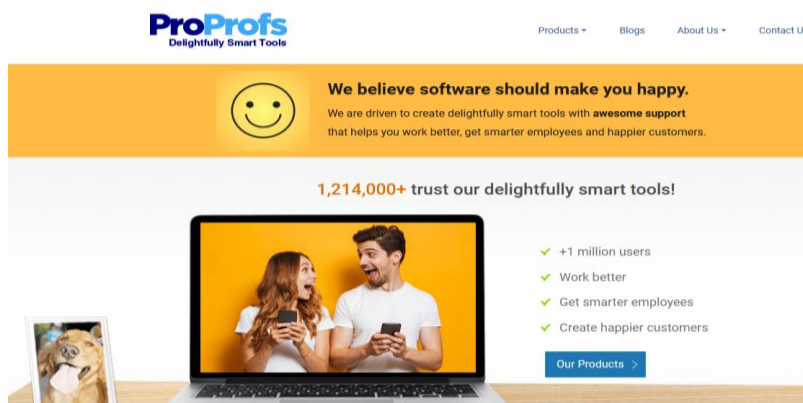 ProProfs
Delightfully Smart Tools
Products
Blogs
About Us
Contact U
We believe software should make you happy.
We are driven to create delightfully smart tools with awesome support
that helps you work better, get smarter employees and happier customers.
1,214,000+ trust our delightfully smart tools!
+1 million users
Work better
Get smarter employees
Create happier customers
Our Products